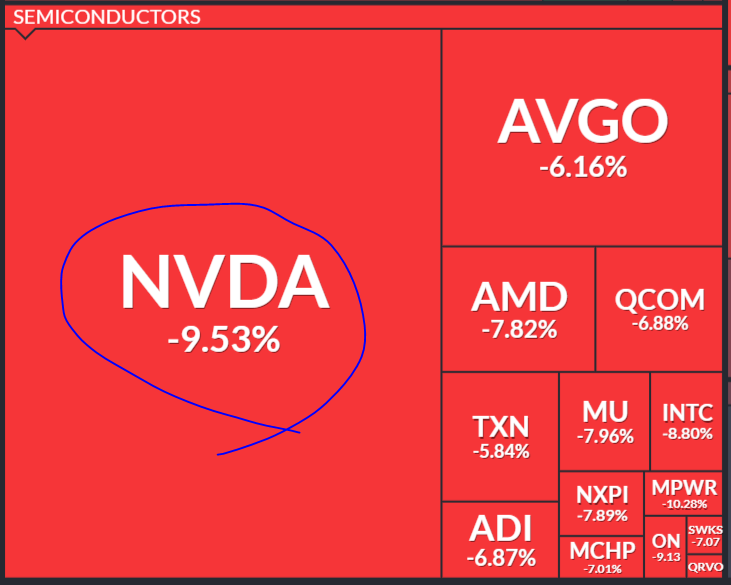 SEMICONDUCTORS
NVDA
-9.53%
AVGO
-6.16%
AMD
-7.82%
QCOM
-6.88%
TXN
-5.84%
MU
-7.96%
INTC
-8.80%
NXPI
-7.89%
MPWR
-10.28%
ADI
-6.87%
MCHP
-7.01%
ON
-9.13
SWKS
-7.07
QRVO